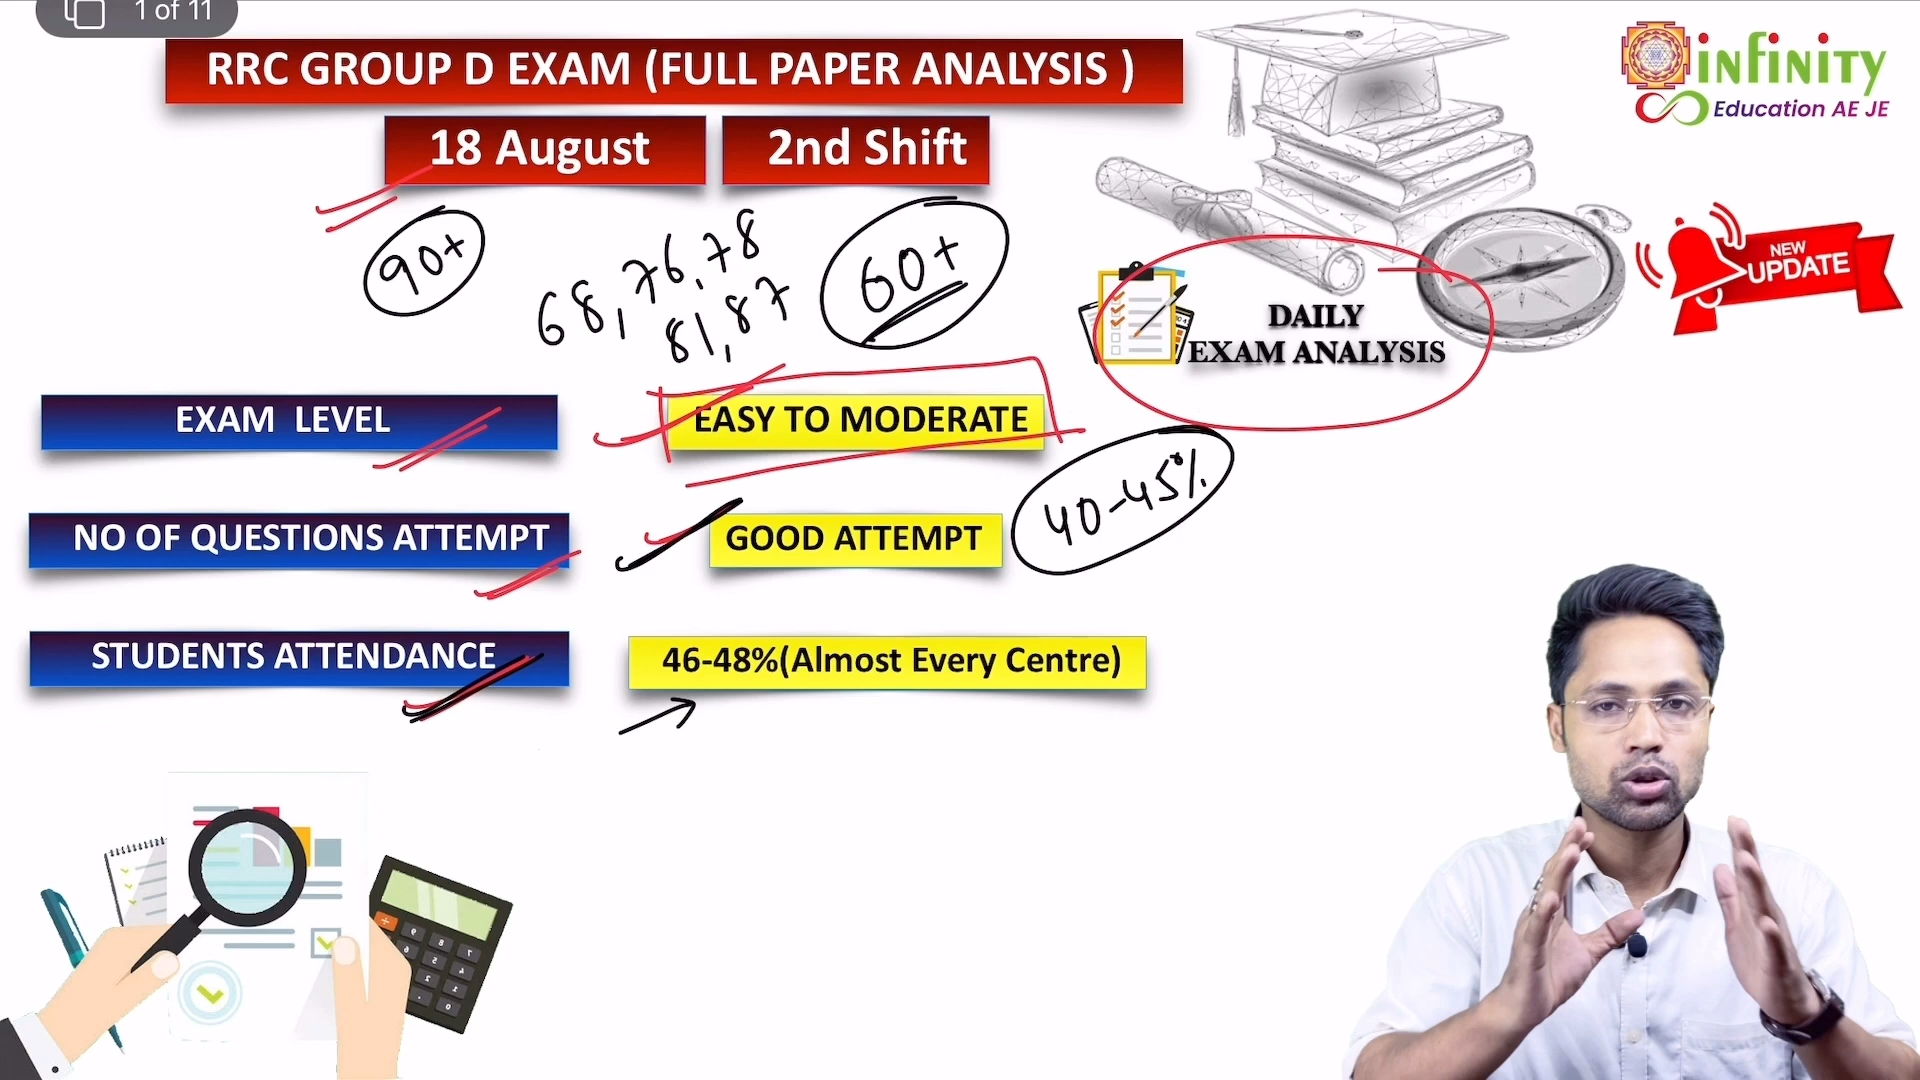 1 of 11
RRC GROUP D EXAM (FULL PAPER ANALYSIS )
infinity
Education AE JE
18 August
2nd Shift
90+
68, 76, 78
81, 87
60+
NEW
UPDATE
DAILY
EXAM ANALYSIS
EXAM LEVEL
EASY TO MODERATE
40-45%
NO OF QUESTIONS ATTEMPT
GOOD ATTEMPT
STUDENTS ATTENDANCE
46-48%(Almost Every Centre)